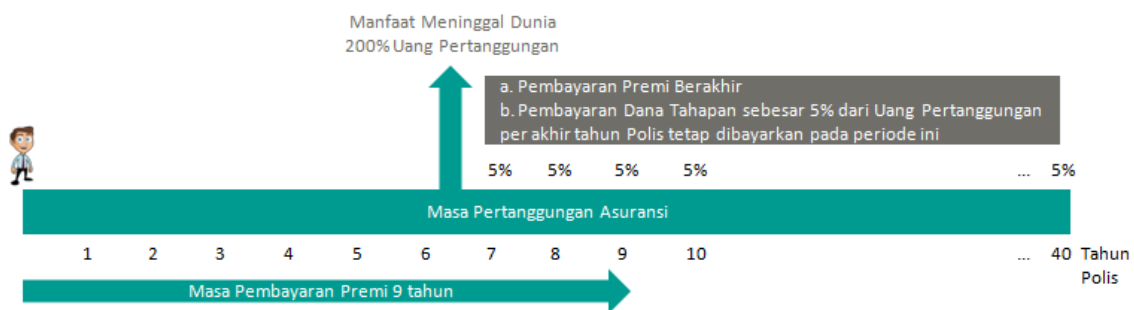 Manfaat Meninggal Dunia
200% Uang Pertanggungan
a. Pembayaran Premi Berakhir
b. Pembayaran Dana Tahapan sebesar 5% dari Uang Pertanggungan
per akhir tahun Polis tetap dibayarkan pada periode ini
5% 5% 5% 5% ... 5%
Masa Pertanggungan Asuransi
1 2 3 4 5 6 7 8 9 10 ... 40 Tahun
Polis
Masa Pembayaran Premi 9 tahun